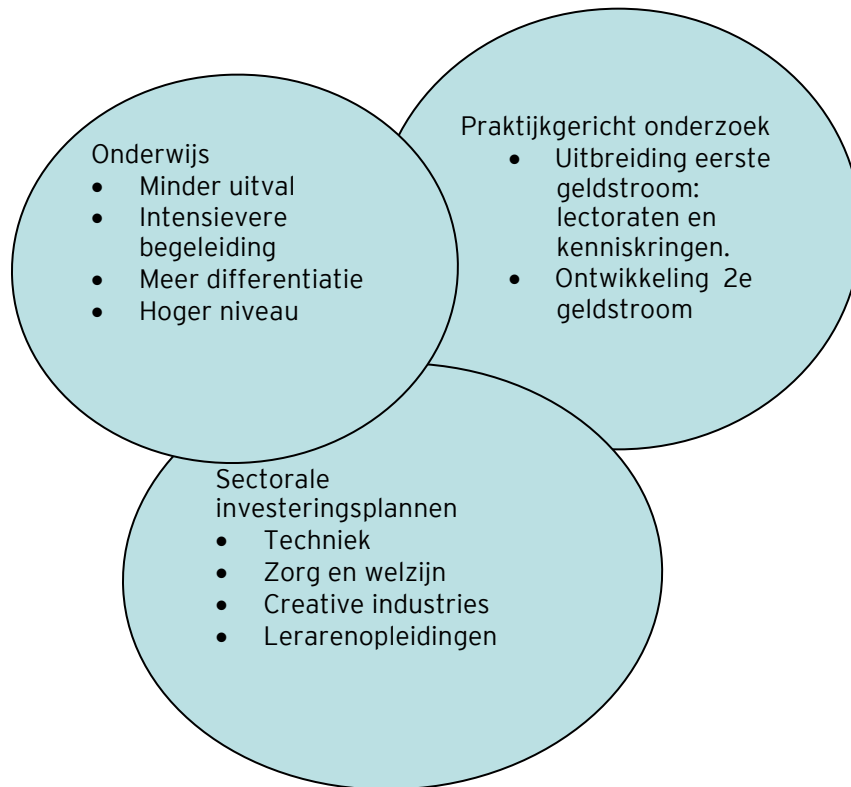 Onderwijs
• Minder uitval
• Intensievere
begeleiding
• Meer differentiatie
• Hoger niveau
Praktijkgericht onderzoek
• Uitbreiding eerste
geldstroom:
lectoraten en
kenniskringen.
• Ontwikkeling 2e
geldstroom
Sectorale
investeringsplannen
• Techniek
• Zorg en welzijn
• Creative industries
• Lerarenopleidingen